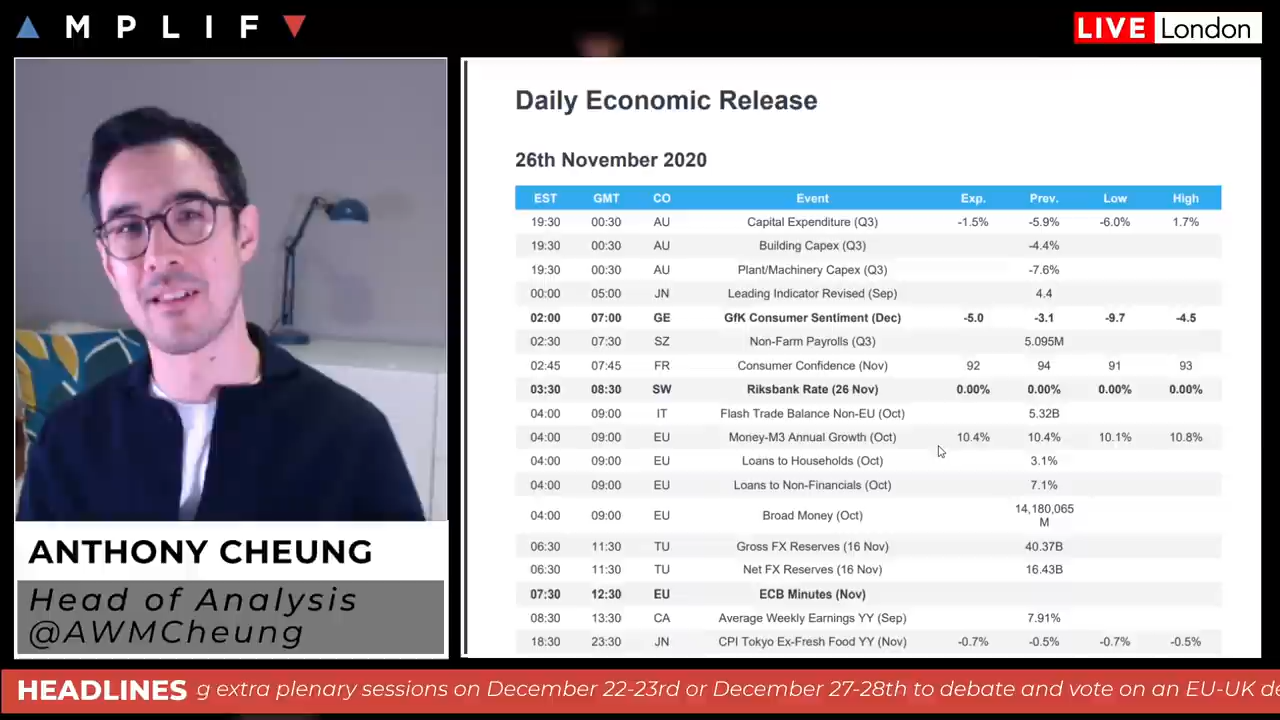 AMPLIFY
LIVE London
Daily Economic Release
26th November 2020
EST GMT CO Event Exp. Prev. Low High
19:30 00:30 AU Capital Expenditure (Q3) -1.5% -5.9% -6.0% 1.7%
19:30 00:30 AU Building Capex (Q3) -4.4%
19:30 00:30 AU Plant/Machinery Capex (Q3) -7.6%
00:00 05:00 JN Leading Indicator Revised (Sep) 4.4
02:00 07:00 GE GfK Consumer Sentiment (Dec) -5.0 -3.1 -9.7 -4.5
02:30 07:30 SZ Non-Farm Payrolls (Q3) 5.095M
02:45 07:45 FR Consumer Confidence (Nov) 92 94 91 93
03:30 08:30 SW Riksbank Rate (26 Nov) 0.00% 0.00% 0.00% 0.00%
04:00 09:00 IT Flash Trade Balance Non-EU (Oct) 5.32B
04:00 09:00 EU Money-M3 Annual Growth (Oct) 10.4% 10.4% 10.1% 10.8%
04:00 09:00 EU Loans to Households (Oct) 3.1%
04:00 09:00 EU Loans to Non-Financials (Oct) 7.1%
04:00 09:00 EU Broad Money (Oct) 14,180,065
M
06:30 11:30 TU Gross FX Reserves (16 Nov) 40.37B
06:30 11:30 TU Net FX Reserves (16 Nov) 16.43B
07:30 12:30 EU ECB Minutes (Nov)
08:30 13:30 CA Average Weekly Earnings YY (Sep) 7.91%
18:30 23:30 JN CPI Tokyo Ex-Fresh Food YY (Nov) -0.7% -0.5% -0.7% -0.5%
ANTHONY CHEUNG
Head of Analysis
@AWMCheung
HEADLINES g extra plenary sessions on December 22-23rd or December 27-28th to debate and vote on an EU-UK de